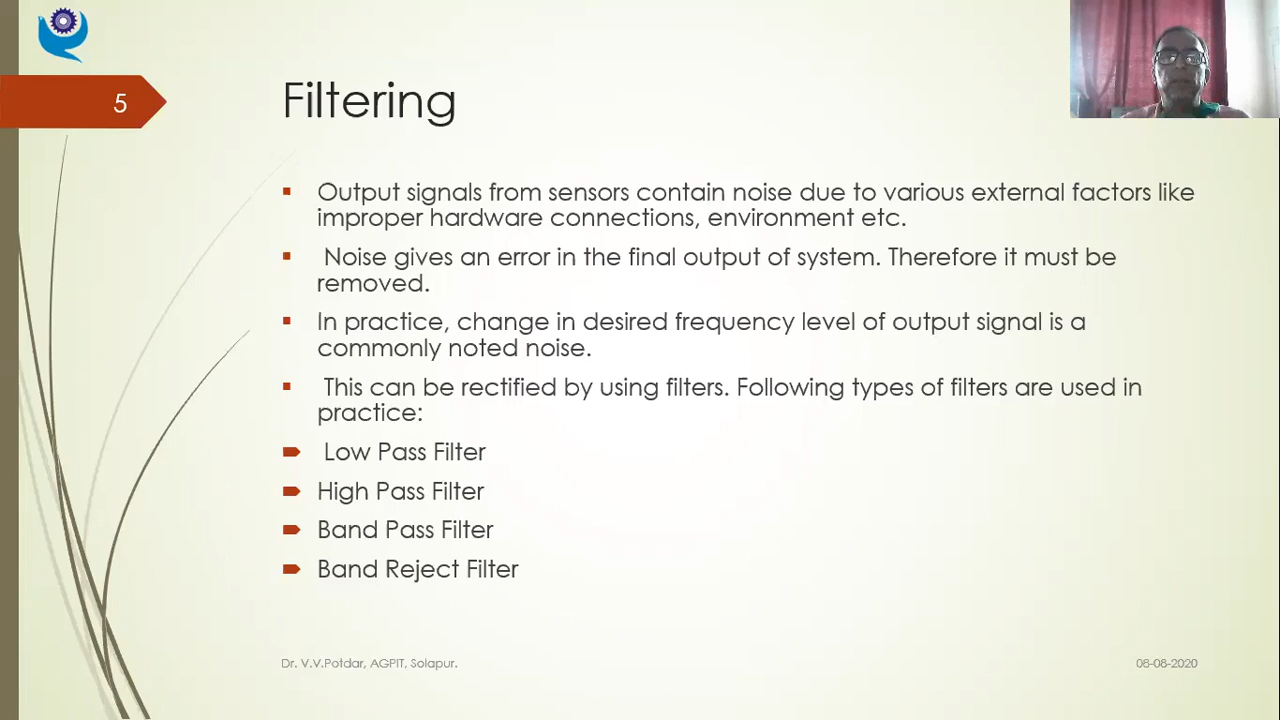 5
Filtering
Output signals from sensors contain noise due to various external factors like
improper hardware connections, environment etc.
Noise gives an error in the final output of system. Therefore it must be
removed.
In practice, change in desired frequency level of output signal is a
commonly noted noise.
This can be rectified by using filters. Following types of filters are used in
practice:
Low Pass Filter
High Pass Filter
Band Pass Filter
Band Reject Filter
Dr. V.V.Potdar, AGPIT, Solapur.
08-08-2020